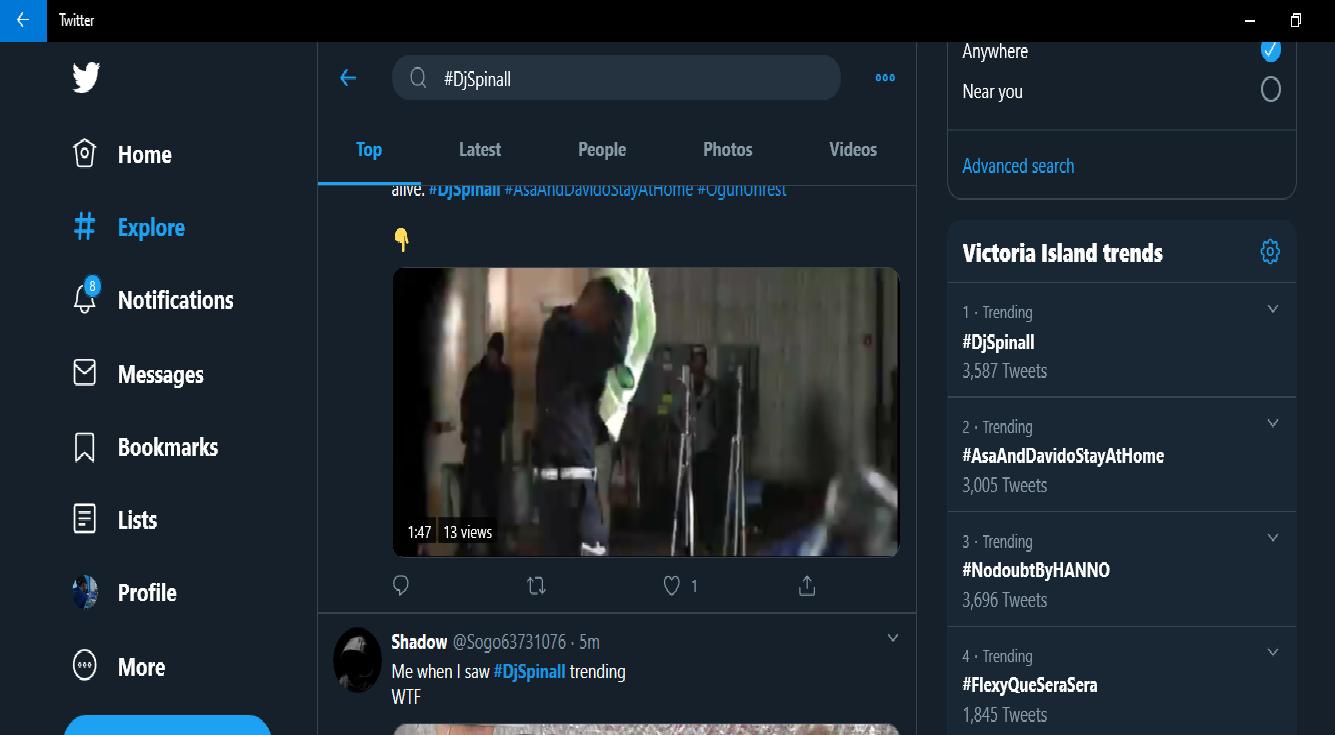 Twitter
Home
Explore
8
Notifications
Messages
Bookmarks
Lists
Profile
More
#DjSpinall
Top
Latest
People
Photos
Videos
alive. #DjSpinall #AsaAndDavidoStayAtHome #OgunUnrest
1:47
13 views
1
Shadow @Sogo63731076 · 5m
Me when I saw #DjSpinall trending
WTF
Anywhere
Near you
Advanced search
Victoria Island trends
1 · Trending
#DjSpinall
3,587 Tweets
2 · Trending
#AsaAndDavidoStayAtHome
3,005 Tweets
3 · Trending
#NodoubtByHANNO
3,696 Tweets
4 · Trending
#FlexyQueSeraSera
1,845 Tweets